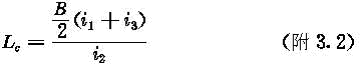 L_c = \frac{\frac{B}{2}(i_1 + i_3)}{i_2} (附 3.2)